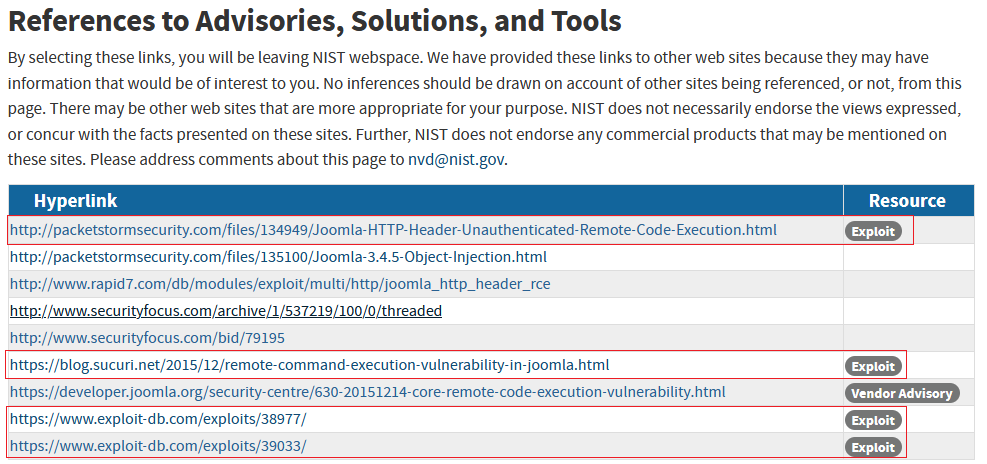 References to Advisories, Solutions, and Tools
By selecting these links, you will be leaving NIST webspace. We have provided these links to other web sites because they may have
information that would be of interest to you. No inferences should be drawn on account of other sites being referenced, or not, from this
page. There may be other web sites that are more appropriate for your purpose. NIST does not necessarily endorse the views expressed,
or concur with the facts presented on these sites. Further, NIST does not endorse any commercial products that may be mentioned on
these sites. Please address comments about this page to nvd@nist.gov.
Hyperlink Resource
http://packetstormsecurity.com/files/134949/Joomla-HTTP-Header-Unauthenticated-Remote-Code-Execution.html Exploit
http://packetstormsecurity.com/files/135100/Joomla-3.4.5-Object-Injection.html
http://www.rapid7.com/db/modules/exploit/multi/http/joomla_http_header_rce
http://www.securityfocus.com/archive/1/537219/100/0/threaded
http://www.securityfocus.com/bid/79195
https://blog.sucuri.net/2015/12/remote-command-execution-vulnerability-in-joomla.html Exploit
https://developer.joomla.org/security-centre/630-20151214-core-remote-code-execution-vulnerability.html Vendor Advisory
https://www.exploit-db.com/exploits/38977/ Exploit
https://www.exploit-db.com/exploits/39033/ Exploit